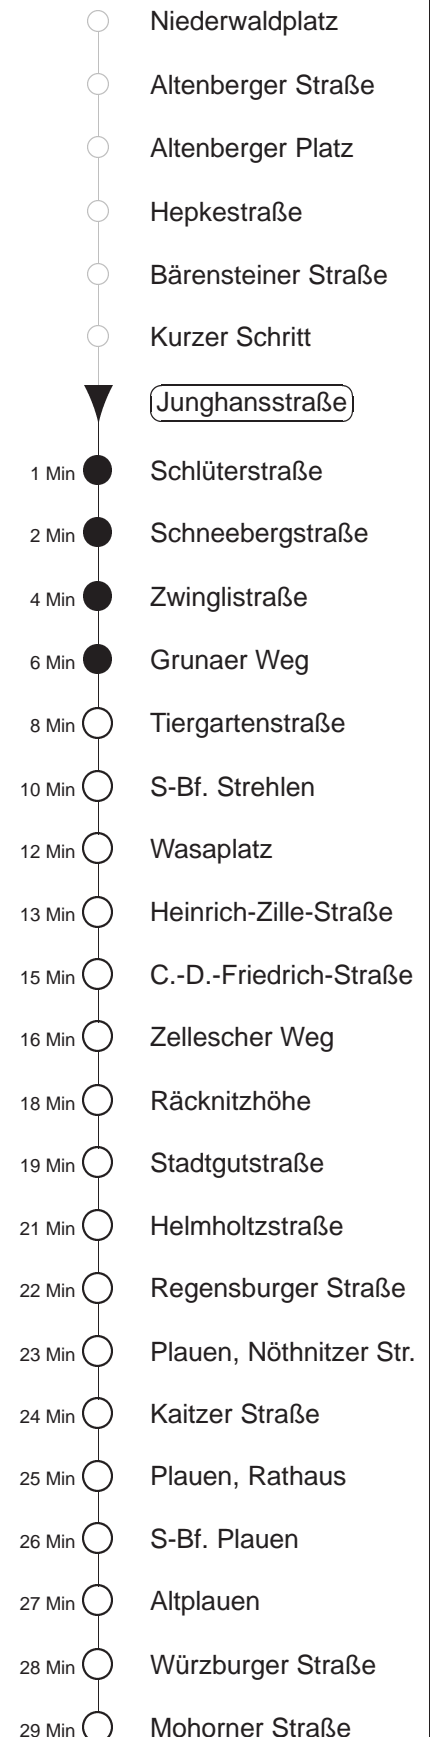 Niederwaldplatz
Altenberger Straße
Altenberger Platz
Hepkestraße
Bärensteiner Straße
Kurzer Schritt
Junghansstraße
1 Min Schlüterstraße
2 Min Schneebergstraße
4 Min Zwinglistraße
6 Min Grunaer Weg
8 Min Tiergartenstraße
10 Min S-Bf. Strehlen
12 Min Wasaplatz
13 Min Heinrich-Zille-Straße
15 Min C.-D.-Friedrich-Straße
16 Min Zellescher Weg
18 Min Räcknitzhöhe
19 Min Stadtgutstraße
21 Min Helmholtzstraße
22 Min Regensburger Straße
23 Min Plauen, Nöthnitzer Str.
24 Min Kaitzer Straße
25 Min Plauen, Rathaus
26 Min S-Bf. Plauen
27 Min Altplauen
28 Min Würzburger Straße
29 Min Mohorner Straße